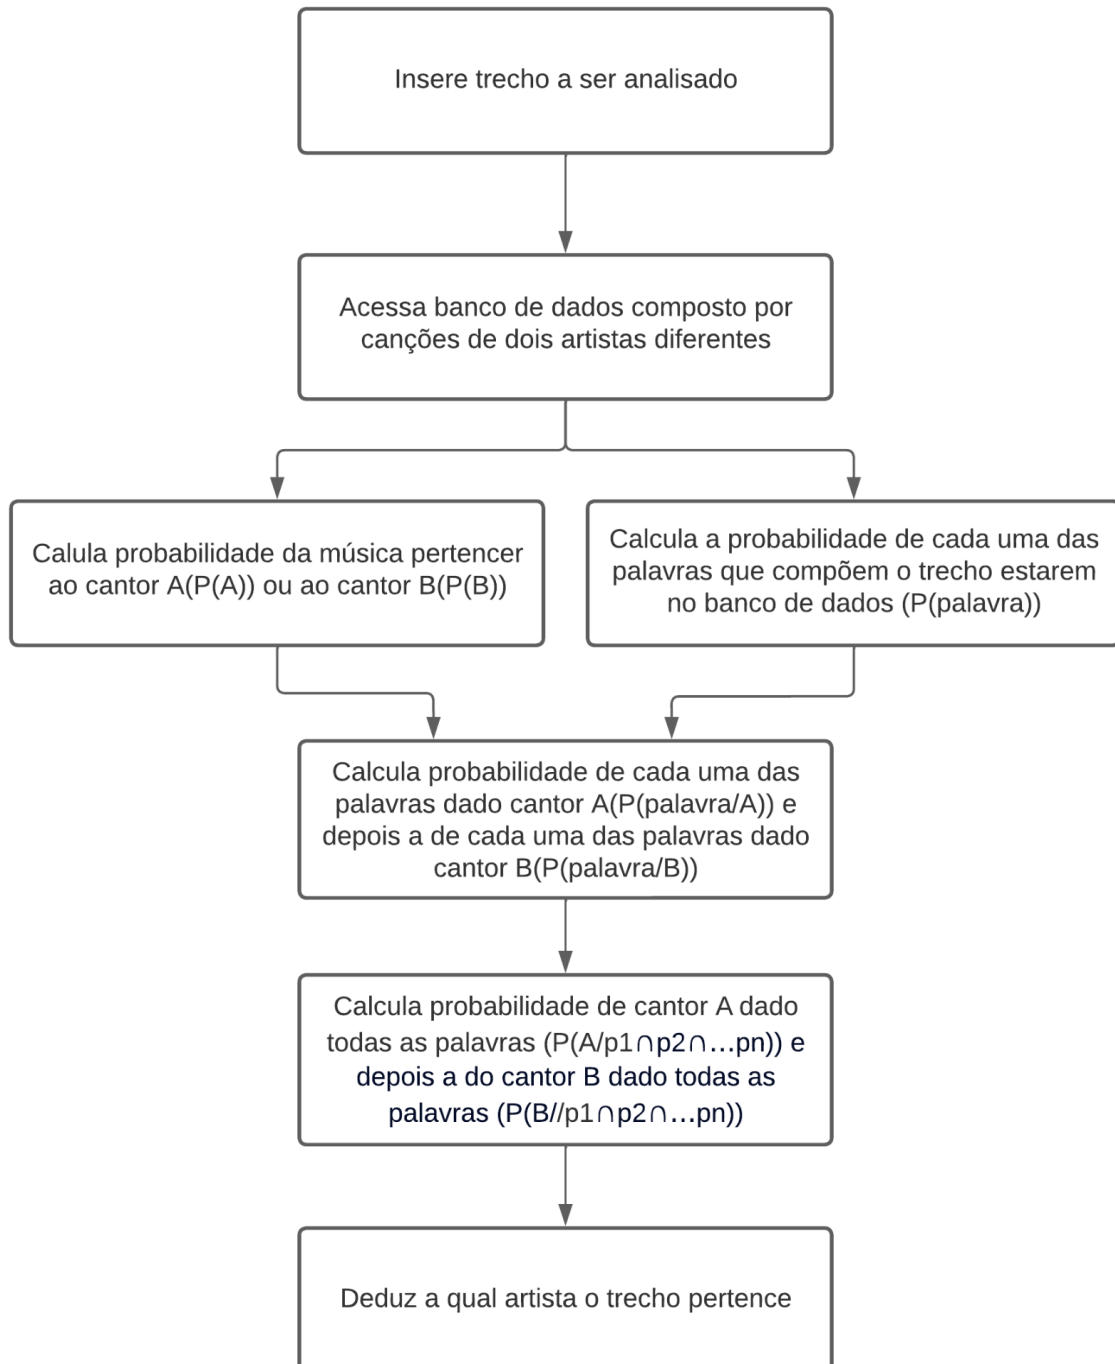 Insere trecho a ser analisado
Acessa banco de dados composto por
canções de dois artistas diferentes
Calula probabilidade da música pertencer
ao cantor A(P(A)) ou ao cantor B(P(B))
Calcula a probabilidade de cada uma das
palavras que compõem o trecho estarem
no banco de dados (P(palavra))
Calcula probabilidade de cada uma das
palavras dado cantor A(P(palavra/A)) e
depois a de cada uma das palavras dado
cantor B(P(palavra/B))
Calcula probabilidade de cantor A dado
todas as palavras (P(A/p1∩p2∩…pn)) e
depois a do cantor B dado todas as
palavras (P(B//p1∩p2∩…pn))
Deduz a qual artista o trecho pertence